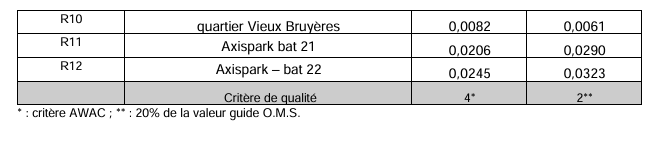 R10 quartier Vieux Bruyères 0,0082 0,0061
R11 Axispark bat 21 0,0206 0,0290
R12 Axispark – bat 22 0,0245 0,0323
Critère de qualité 4* 2**
* : critère AWAC ; ** : 20% de la valeur guide O.M.S.